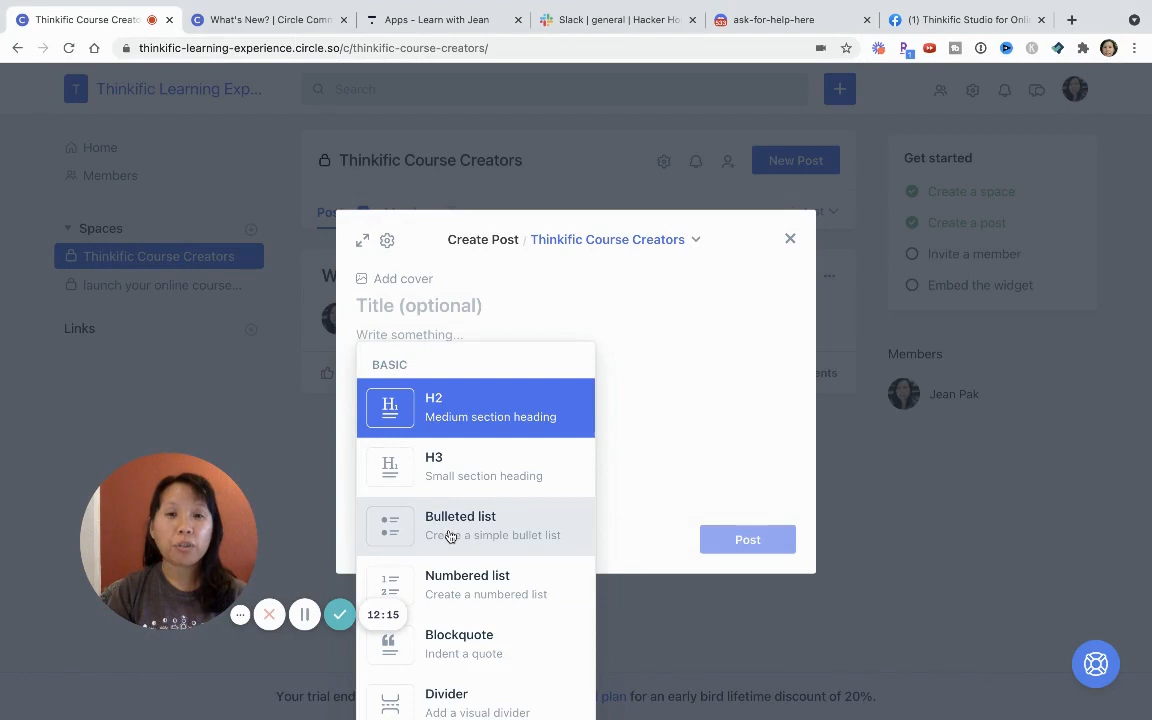 Thinkific Course Creato
What's New? | Circle Comm
Apps - Learn with Jean
Slack | general | Hacker Ho
ask-for-help-here
(1) Thinkific Studio for Onli
thinkific-learning-experience.circle.so/c/thinkific-course-creators/
T Thinkific Learning Exp...
Search
Home
Thinkific Course Creators
New Post
Get started
Members
Create a space
Pos
Create a post
Spaces
Create Post / Thinkific Course Creators
Thinkific Course Creators
Invite a member
Add cover
launch your online course...
Embed the widget
Title (optional)
Links
Write something...
Members
BASIC
ents
Jean Pak
H2
Medium section heading
H3
Small section heading
Bulleted list
Create a simple bullet list
Post
Numbered list
Create a numbered list
12:15
Blockquote
Indent a quote
Divider
Add a visual divider
Your trial end
plan for an early bird lifetime discount of 20%.